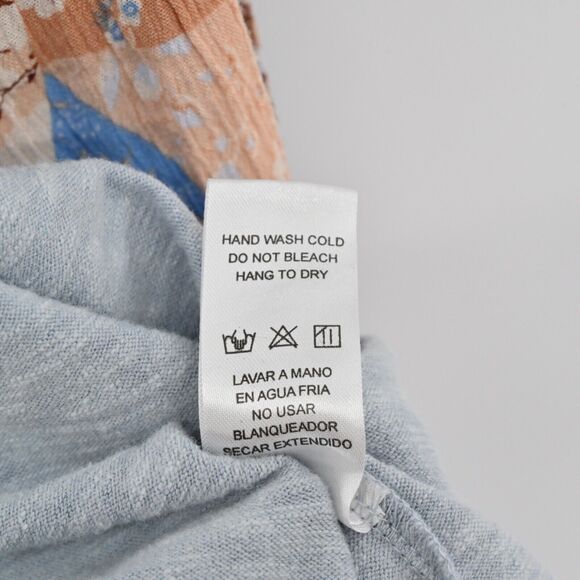 HAND WASH COLD
DO NOT BLEACH
HANG TO DRY
LAVAR A MANO
EN AGUA FRIA
NO USAR
BLANQUEADOR
SECAR EXTENDIDO